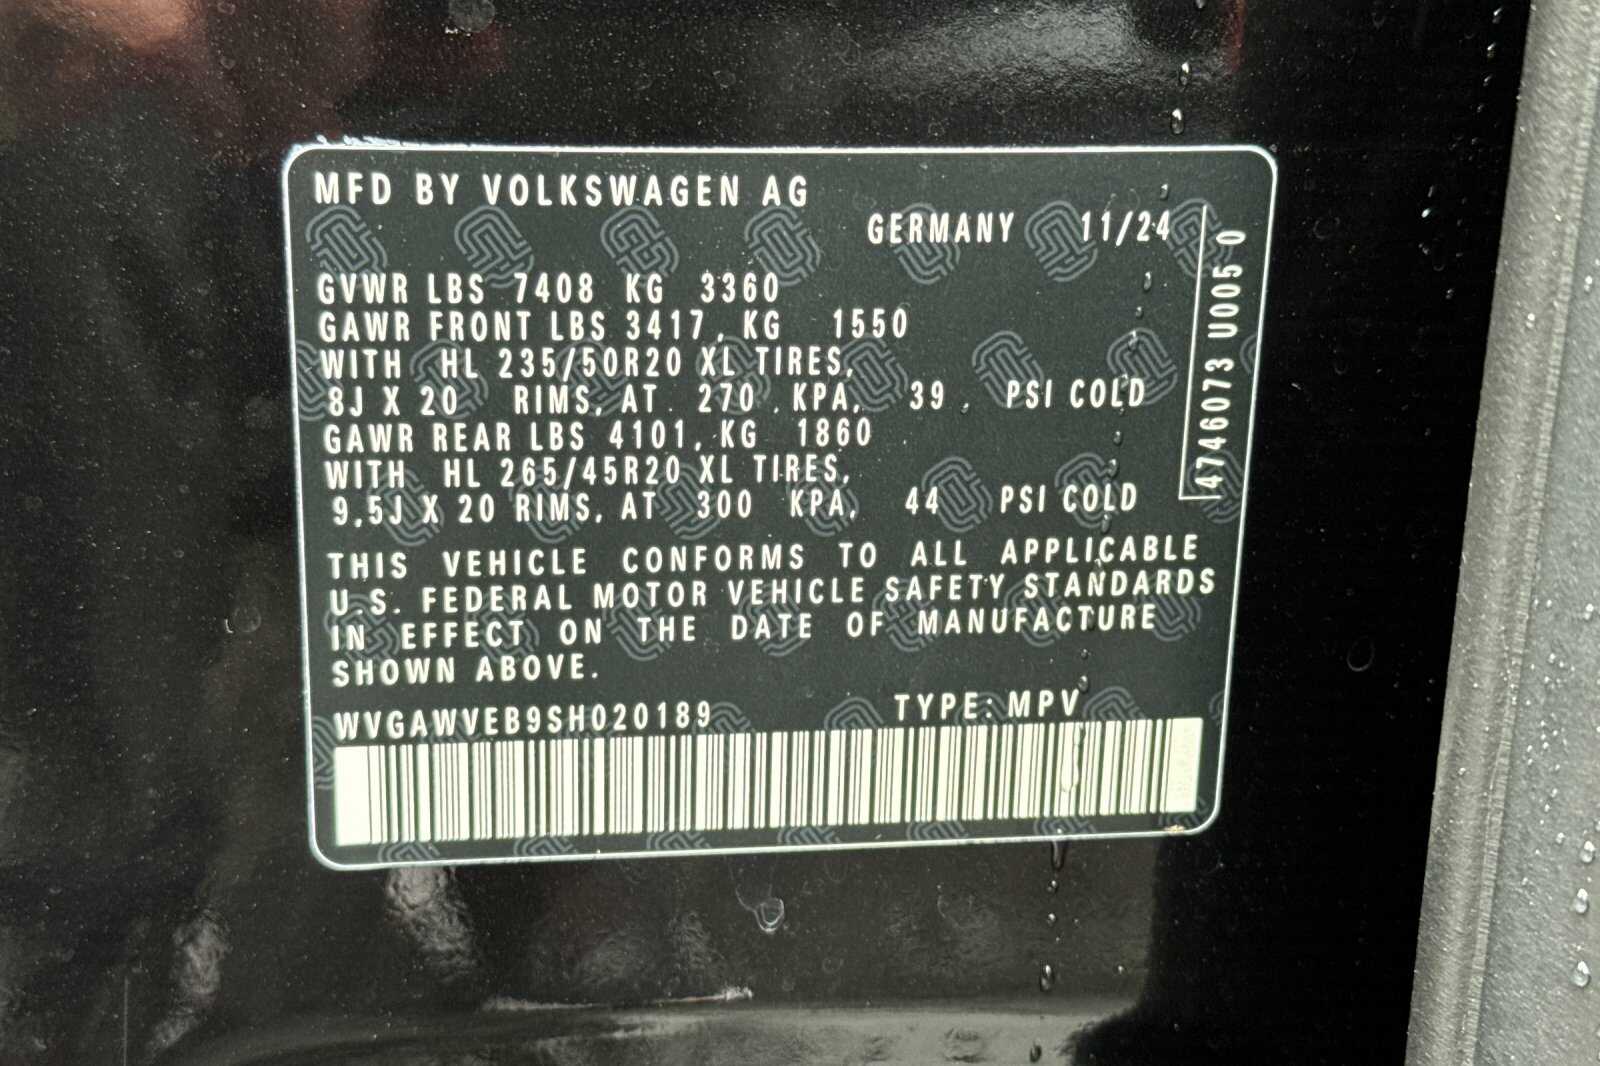 MFD BY VOLKSWAGEN AG
GERMANY 11/24
GVWR LBS 7408 KG 3360
GAWR FRONT LBS 3417, KG 1550
WITH HL 235/50R20 XL TIRES,
8J X 20 RIMS, AT 270 KPA, 39 PSI COLD
GAWR REAR LBS 4101, KG 1860
WITH HL 265/45R20 XL TIRES,
9,5J X 20 RIMS, AT 300 KPA, 44 PSI COLD
THIS VEHICLE CONFORMS TO ALL APPLICABLE
U.S. FEDERAL MOTOR VEHICLE SAFETY STANDARDS
IN EFFECT ON THE DATE OF MANUFACTURE
SHOWN ABOVE.
WVGAWVEB9SH020189 TYPE: MPV
4746073 U005 0